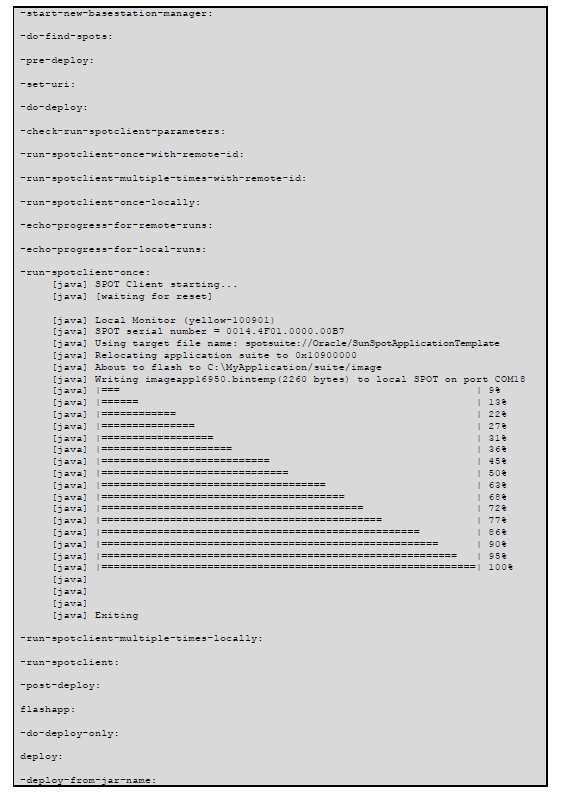 -start-new-basestation-manager:
-do-find-spots:
-pre-deploy:
-set-uri:
-do-deploy:
-check-run-spotclient-parameters:
-run-spotclient-once-with-remote-id:
-run-spotclient-multiple-times-with-remote-id:
-run-spotclient-once-locally:
-echo-progress-for-remote-runs:
-echo-progress-for-local-runs:
-run-spotclient-once:
[java] SPOT Client starting...
[java] [waiting for reset]
[java] Local Monitor (yellow-100901)
[java] SPOT serial number = 0014.4F01.0000.00B7
[java] Using target file name: spotsuite://Oracle/SunSpotApplicationTemplate
[java] Relocating application suite to 0x10900000
[java] About to flash to C:\MyApplication/suite/image
[java] Writing imageapp16950.bintemp(2260 bytes) to local SPOT on port COM18
[java] |=== | 9%
[java] |====== | 13%
[java] |============ | 22%
[java] |=============== | 27%
[java] |================== | 31%
[java] |===================== | 36%
[java] |=========================== | 45%
[java] |============================== | 50%
[java] |==================================== | 63%
[java] |======================================= | 68%
[java] |========================================== | 72%
[java] |============================================= | 77%
[java] |=================================================== | 86%
[java] |====================================================== | 90%
[java] |========================================================= | 95%
[java] |============================================================| 100%
[java]
[java]
[java]
[java] Exiting
-run-spotclient-multiple-times-locally:
-run-spotclient:
-post-deploy:
flashapp:
-do-deploy-only:
deploy:
-deploy-from-jar-name: